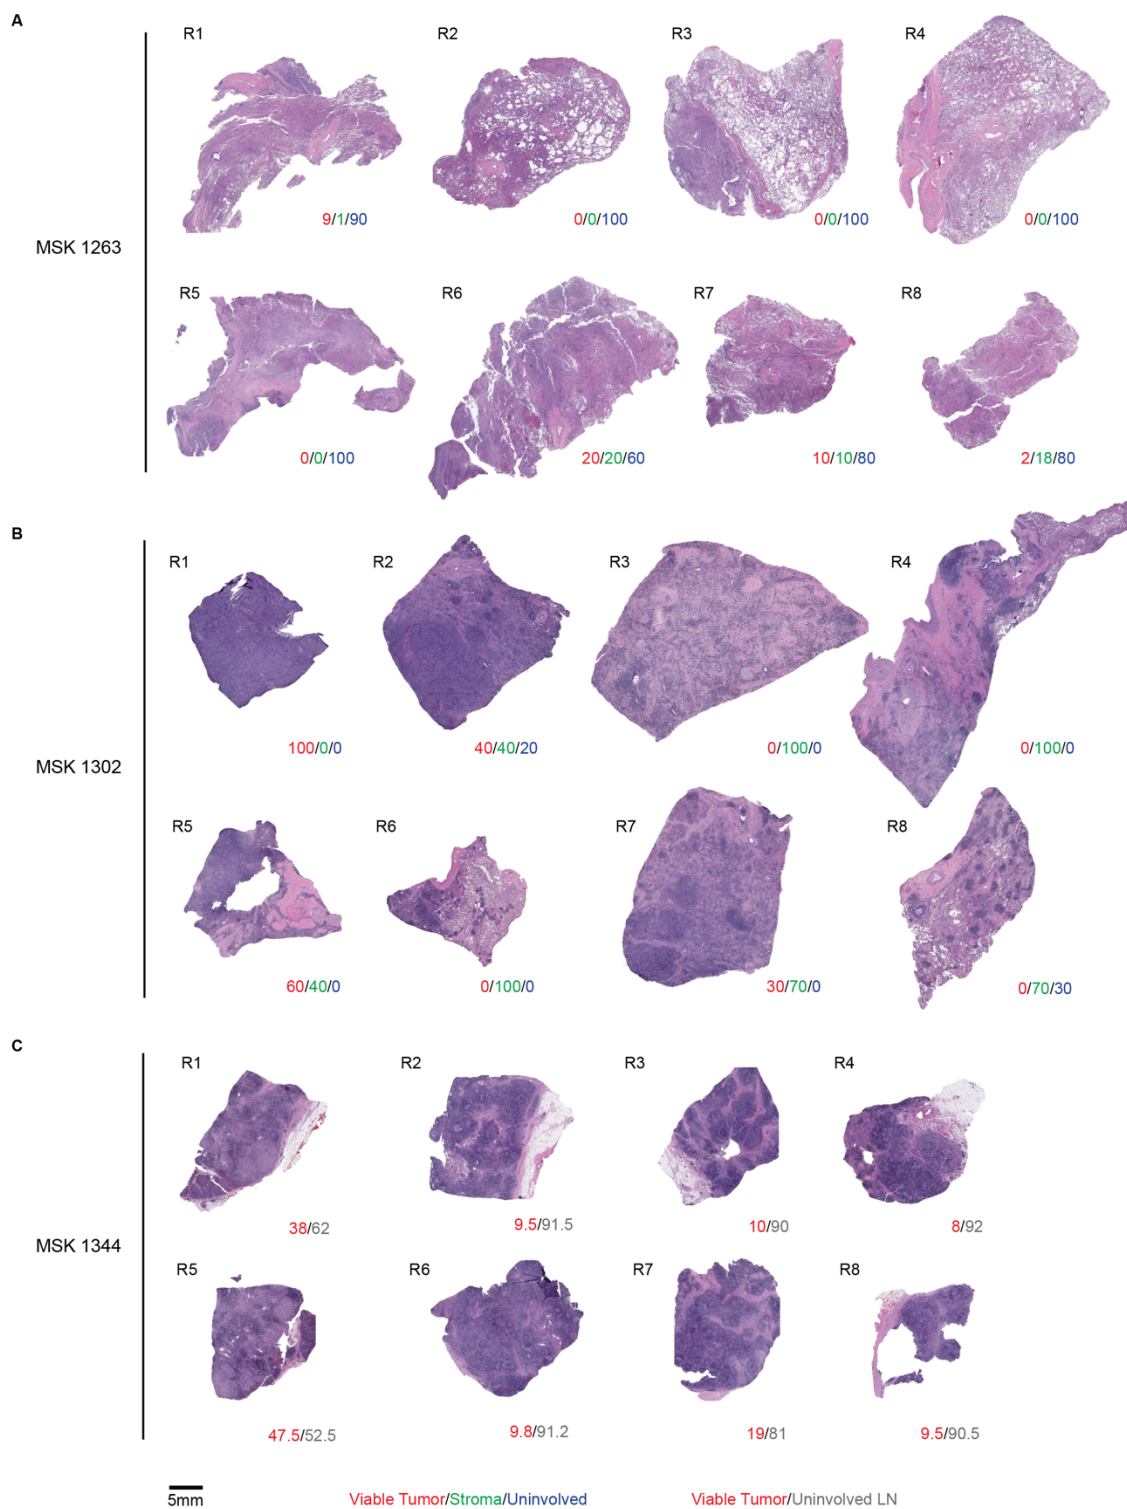 A
R1
R2
R3
R4
9/1/90
0/0/100
0/0/100
0/0/100
MSK 1263
R5
R6
R7
R8
0/0/100
20/20/60
10/10/80
2/18/80
B
R1
R2
R3
R4
100/0/0
40/40/20
0/100/0
0/100/0
MSK 1302
R5
R6
R7
R8
60/40/0
0/100/0
30/70/0
0/70/30
C
R1
R2
R3
R4
38/62
9.5/91.5
10/90
8/92
MSK 1344
R5
R6
R7
R8
47.5/52.5
9.8/91.2
19/81
9.5/90.5
5mm
Viable Tumor/Stroma/Uninvolved
Viable Tumor/Uninvolved LN